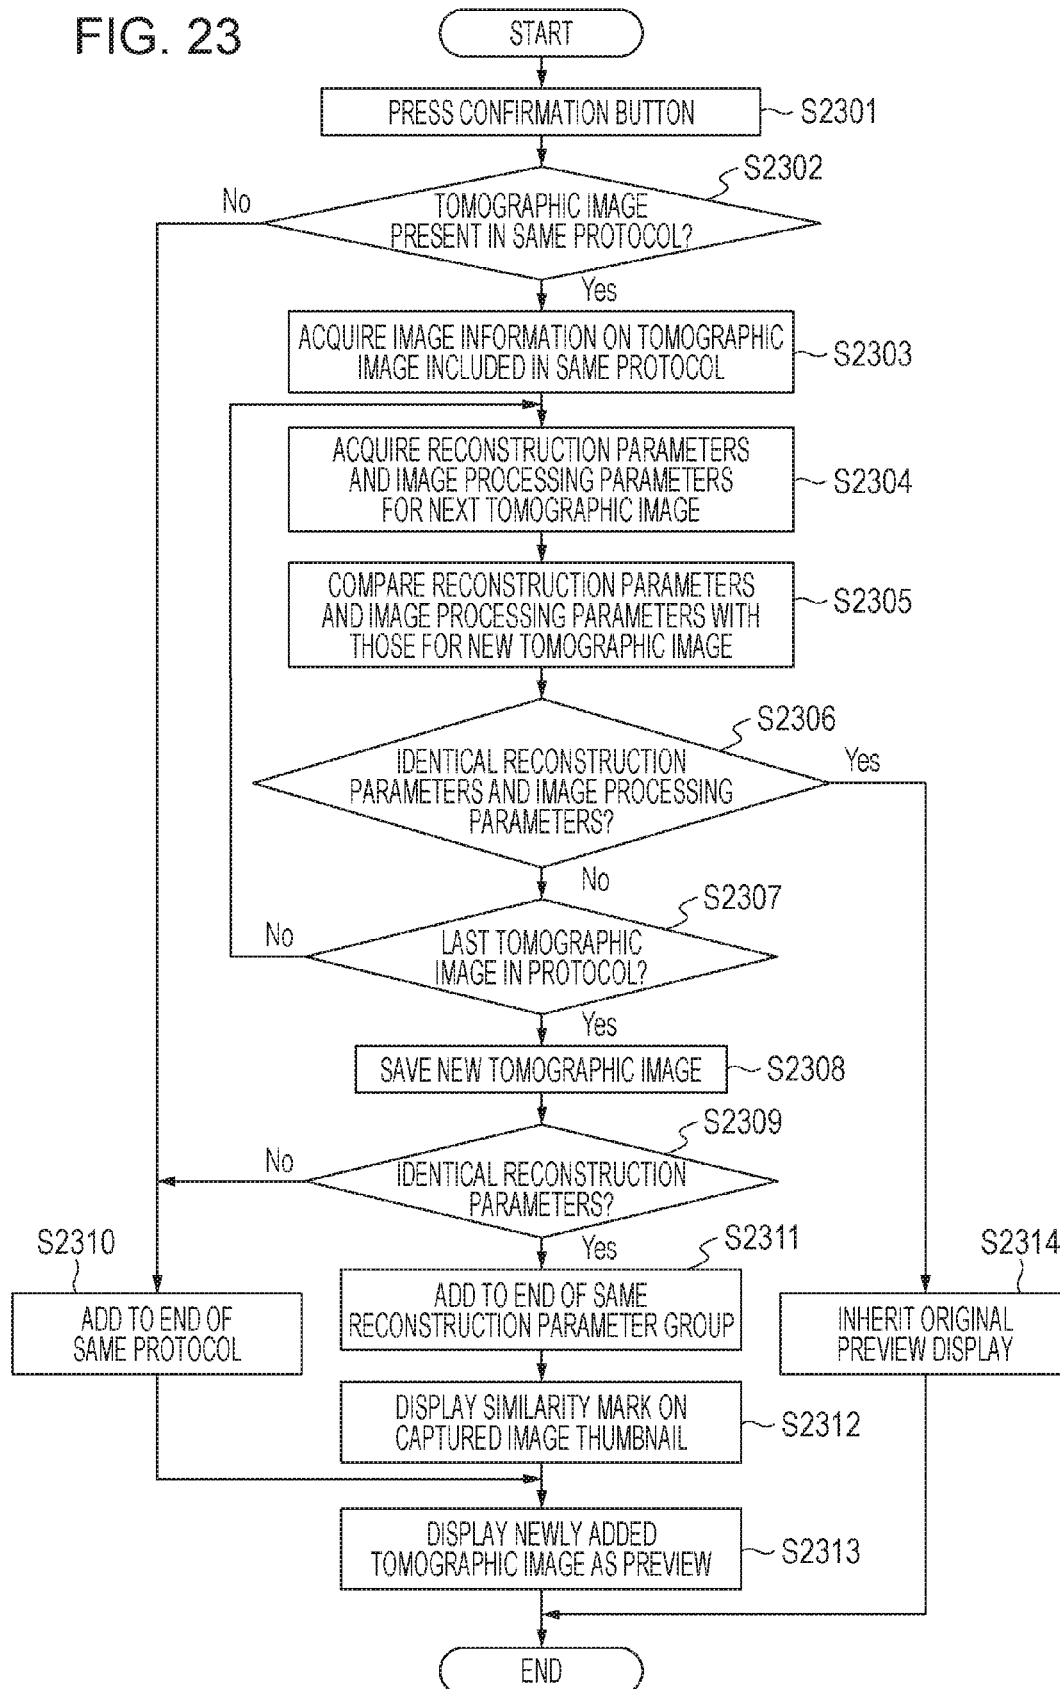 FIG. 23
START
PRESS CONFIRMATION BUTTON
S2301
S2302
No
TOMOGRAPHIC IMAGE
PRESENT IN SAME PROTOCOL?
Yes
ACQUIRE IMAGE INFORMATION ON TOMOGRAPHIC
IMAGE INCLUDED IN SAME PROTOCOL
S2303
ACQUIRE RECONSTRUCTION PARAMETERS
AND IMAGE PROCESSING PARAMETERS
FOR NEXT TOMOGRAPHIC IMAGE
S2304
COMPARE RECONSTRUCTION PARAMETERS
AND IMAGE PROCESSING PARAMETERS WITH
THOSE FOR NEW TOMOGRAPHIC IMAGE
S2305
S2306
IDENTICAL RECONSTRUCTION
PARAMETERS AND IMAGE PROCESSING
PARAMETERS?
Yes
No
S2307
No
LAST TOMOGRAPHIC
IMAGE IN PROTOCOL?
Yes
SAVE NEW TOMOGRAPHIC IMAGE
S2308
S2309
No
IDENTICAL RECONSTRUCTION
PARAMETERS?
Yes
S2310
ADD TO END OF
SAME PROTOCOL
S2311
ADD TO END OF SAME
RECONSTRUCTION PARAMETER GROUP
S2314
INHERIT ORIGINAL
PREVIEW DISPLAY
DISPLAY SIMILARITY MARK ON
CAPTURED IMAGE THUMBNAIL
S2312
DISPLAY NEWLY ADDED
TOMOGRAPHIC IMAGE AS PREVIEW
S2313
END